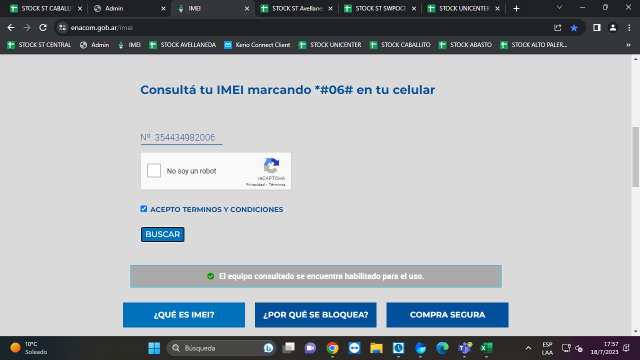 STOCK ST CABALLIT
Admin
IMEI
STOCK ST Avellane
STOCK ST SWPOCK
STOCK UNICENTER
enacom.gob.ar/imei
STOCK ST CENTRAL
Admin
IMEI
STOCK AVELLANEDA
Kerio Connect Client
STOCK UNICENTER
STOCK CABALLITO
STOCK ABASTO
STOCK ALTO PALER...
Consultá tu IMEI marcando *#06# en tu celular
Nº 354434982006
No soy un robot
reCAPTCHA
Privacidad - Términos
ACEPTO TERMINOS Y CONDICIONES
BUSCAR
El equipo consultado se encuentra habilitado para el uso.
¿QUÉ ES IMEI?
¿POR QUÉ SE BLOQUEA?
COMPRA SEGURA
10°C
Soleado
Búsqueda
ESP
LAA
17:37
18/7/2023